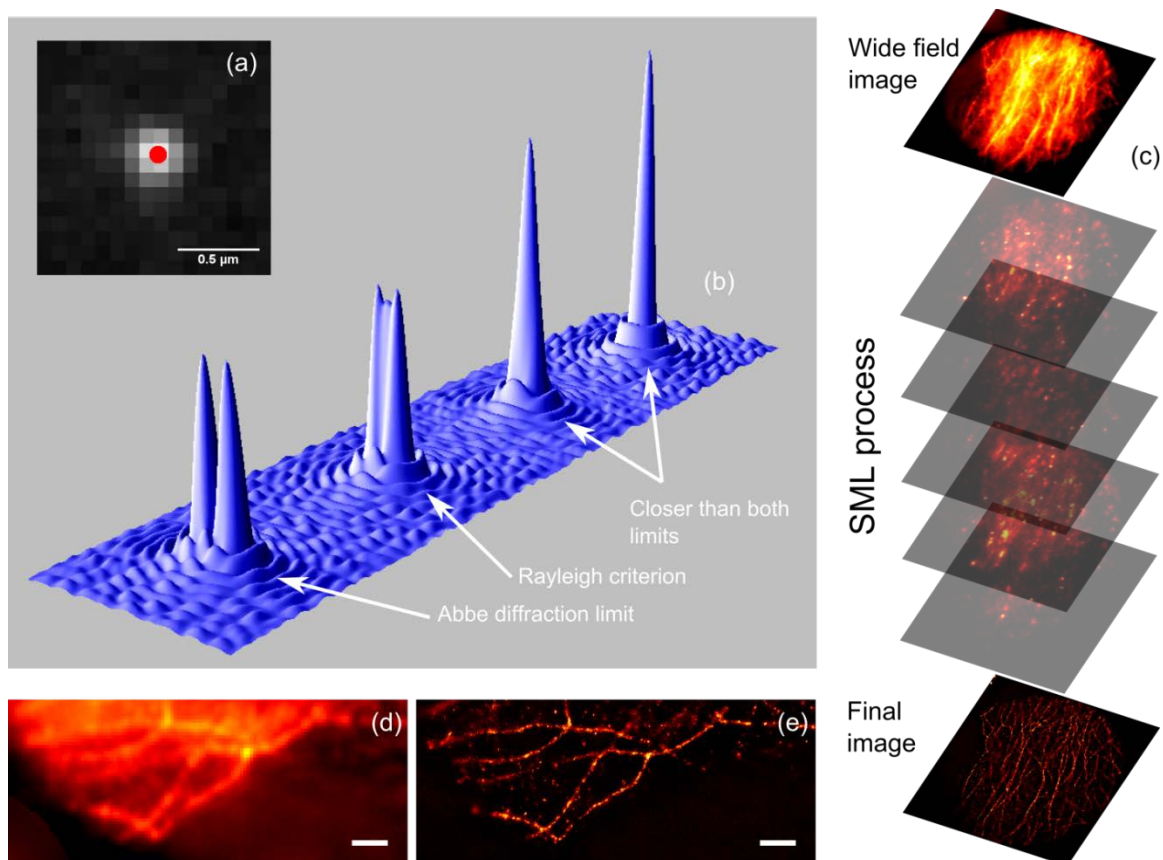 (a)
0.5 µm
(b)
Closer than both
limits
Rayleigh criterion
Abbe diffraction limit
Wide field
image
(c)
SML process
Final
image
(d)
(e)